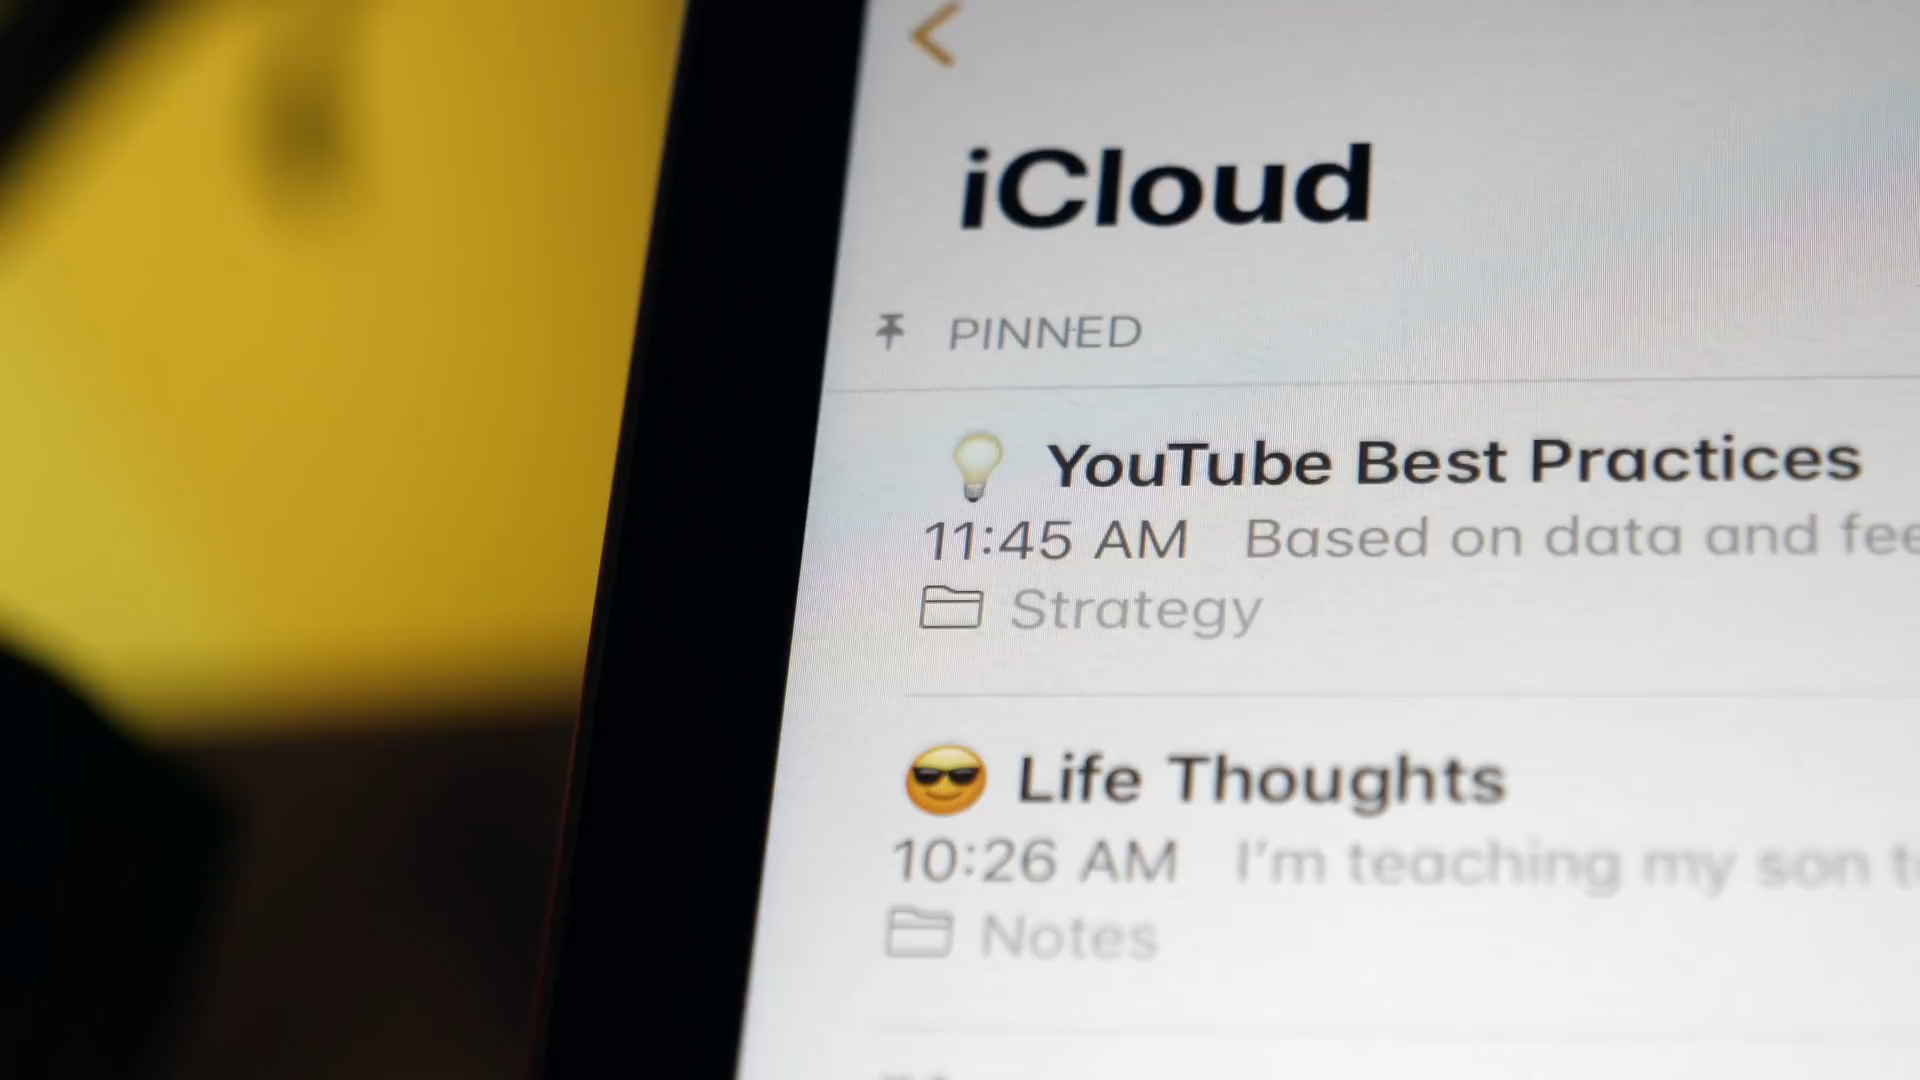 iCloud
PINNED
YouTube Best Practices
11:45 AM Based on data and fee
Strategy
Life Thoughts
10:26 AM I'm teaching my son
Notes